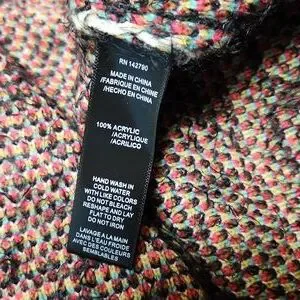 RN 142790
MADE IN CHINA
/FABRIQUE EN CHINE
/HECHO EN CHINA
100% ACRYLIC
/ACRYLIQUE
/ACRILICO
HAND WASH IN
COLD WATER
WITH LIKE COLORS
DO NOT BLEACH
RESHAPE AND LAY
FLAT TO DRY
DO NOT IRON
LAVAGE A LA MAIN
DANS L'EAU FROIDE
AVEC DES COULEURS
SEMBLABLES